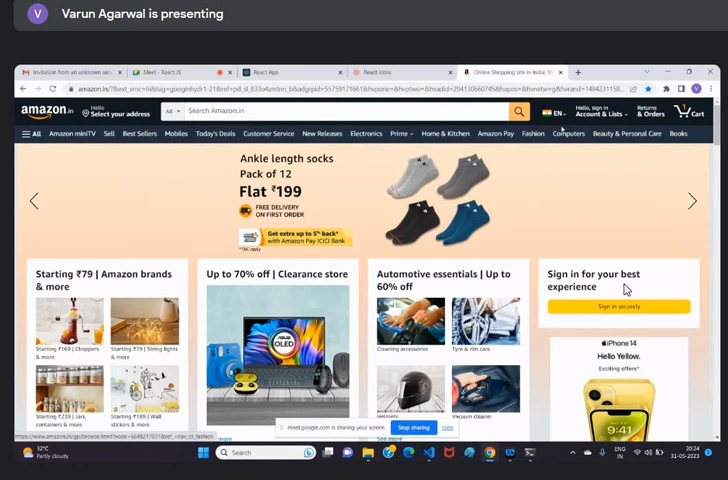 V Varun Agarwal is presenting
Invitation from an unknown serv
Meet - React JS
React App
React Icons
Online Shopping site in India: Sh
amazon.in
Hello
Select your address
All
Search Amazon.in
EN
Hello, sign in
Account & Lists
Returns
& Orders
1
Cart
All
Amazon miniTV
Sell
Best Sellers
Mobiles
Today's Deals
Customer Service
New Releases
Electronics
Prime
Home & Kitchen
Amazon Pay
Fashion
Computers
Beauty & Personal Care
Books
Ankle length socks
Pack of 12
Flat ₹199
FREE DELIVERY
ON FIRST ORDER
Get extra up to 5% back*
with Amazon Pay ICICI Bank
*T&C apply
Starting ₹79 | Amazon brands
& more
Starting ₹169 | Choppers
& more
Starting ₹79 | String lights
& more
Starting ₹239 | Jars,
containers & more
Starting ₹189 | Wall
stickers & more
Up to 70% off | Clearance store
ASUS
OLED
more
Automotive essentials | Up to
60% off
Cleaning accessories
Tyre & rim care
Helmets
Vacuum cleaner
See more
Sign in for your best
experience
Sign in securely
iPhone 14
Hello Yellow.
Exciting offers*
9:41
meet.google.com is sharing your screen.
Stop sharing
Hide
32°C
Partly cloudy
Search
ENG
IN
20:24
31-05-2023